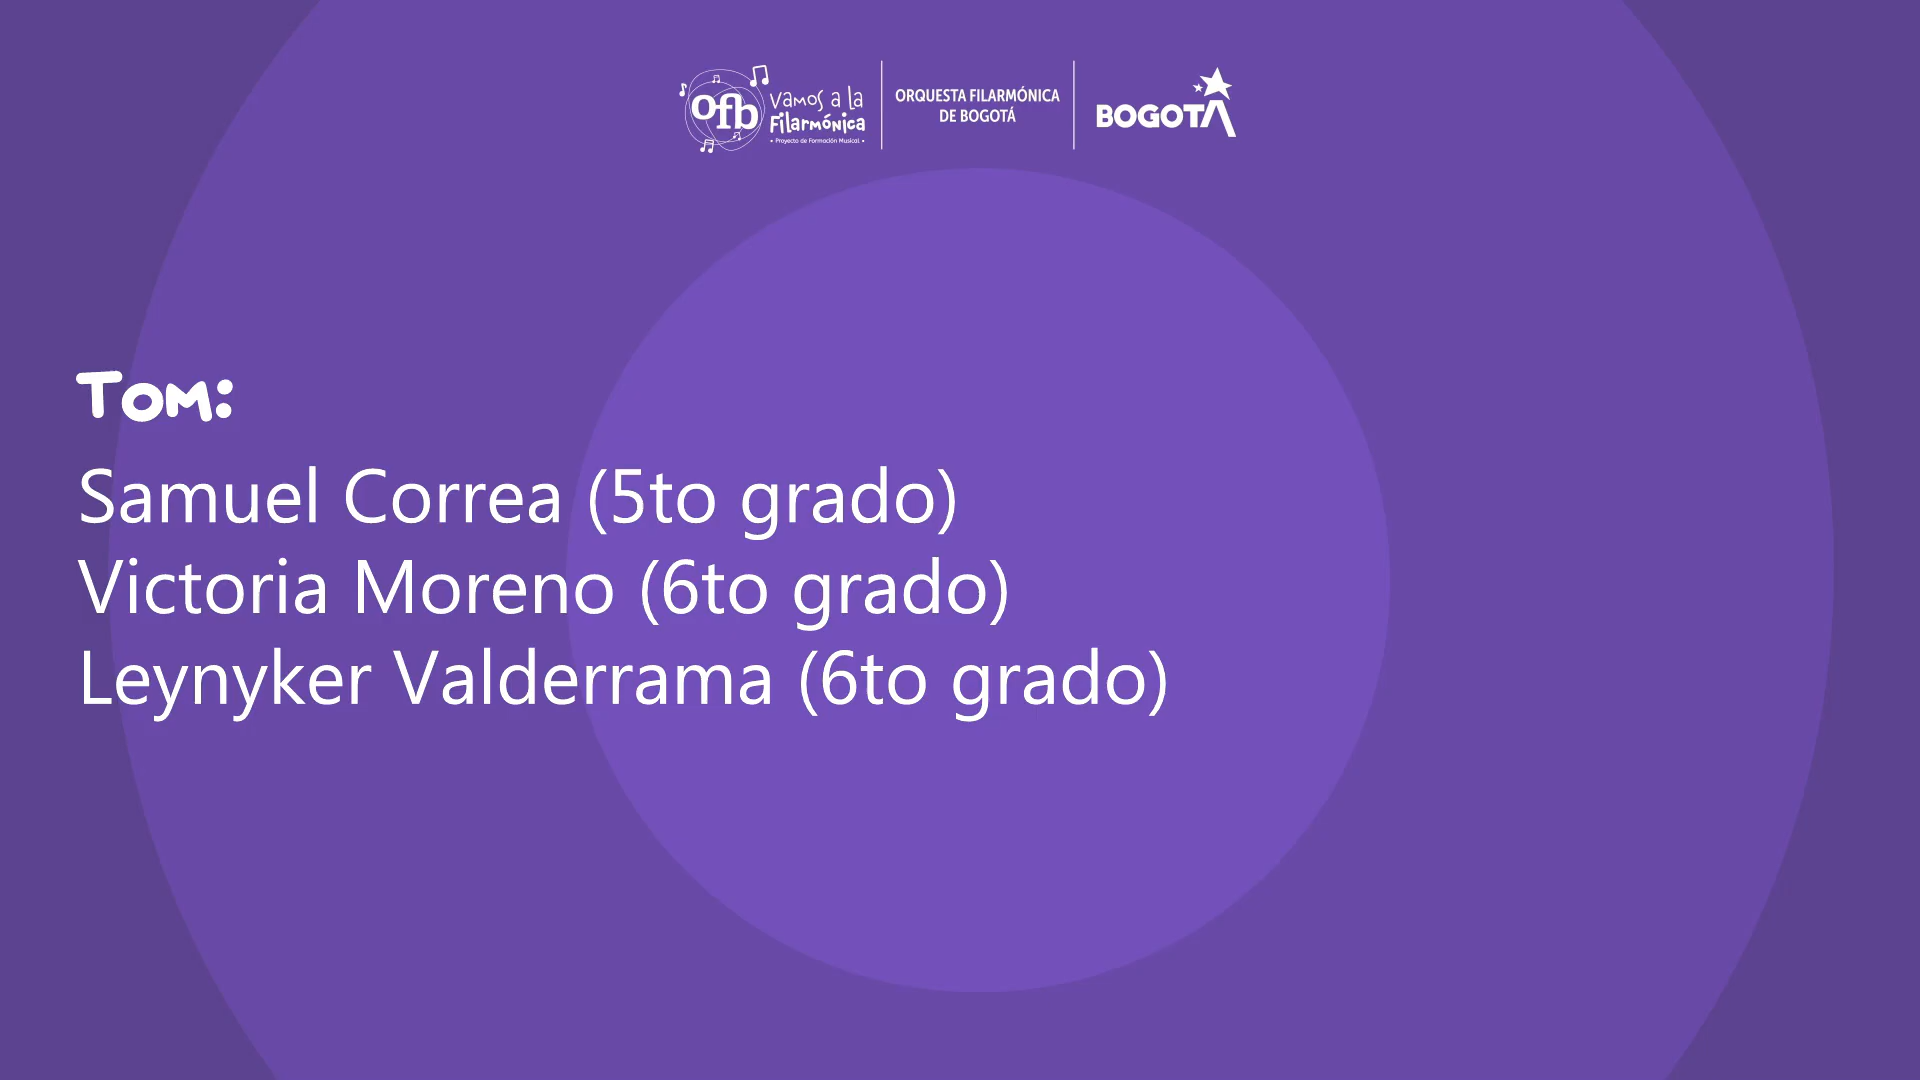 ofb
Vamos a la
Filarmónica
• Proyecto de Formación Musical •
ORQUESTA FILARMÓNICA
DE BOGOTÁ
BOGOTÁ
Tom:
Samuel Correa (5to grado)
Victoria Moreno (6to grado)
Leynyker Valderrama (6to grado)